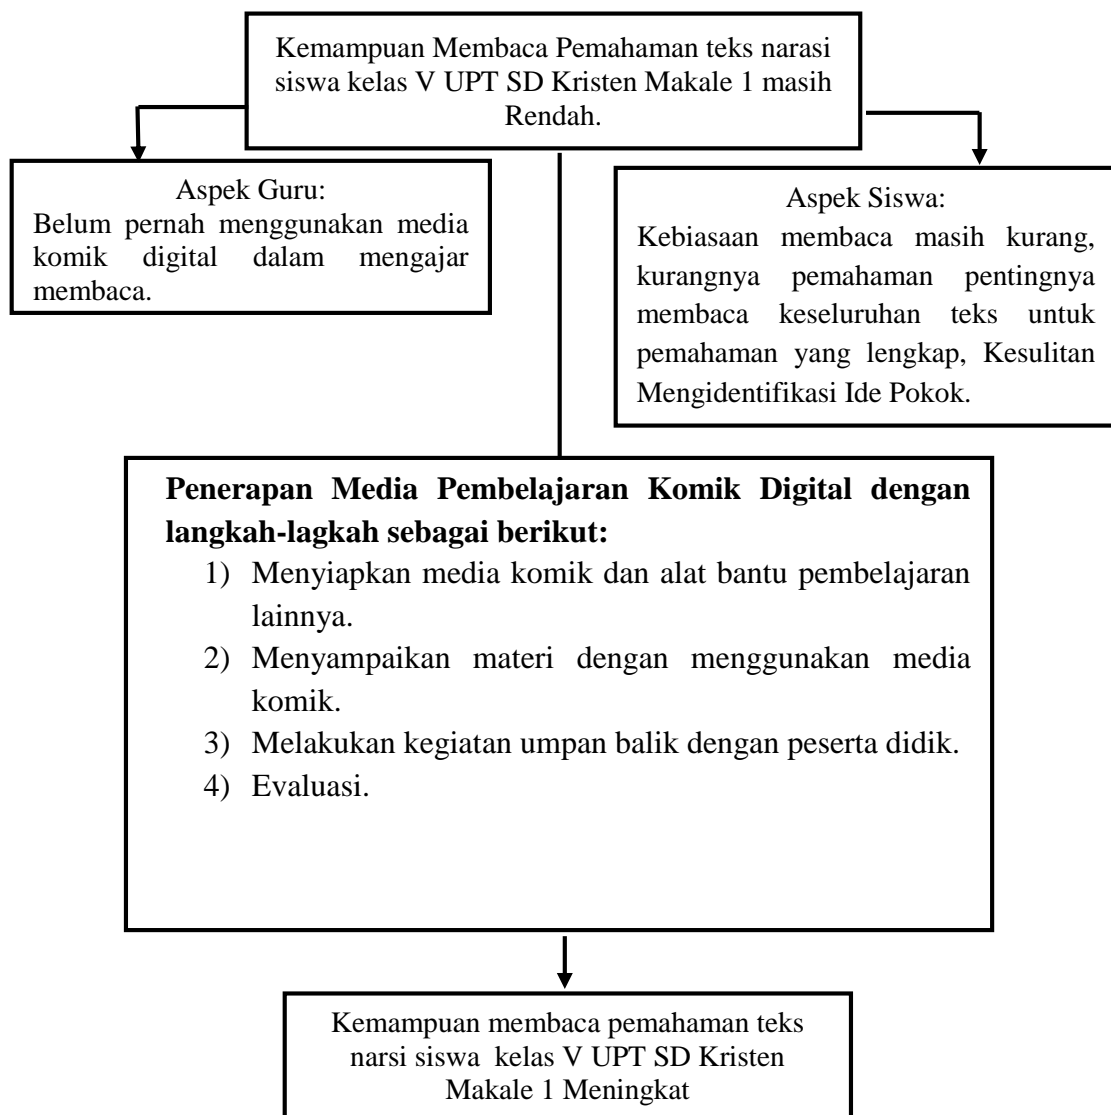 Kemampuan Membaca Pemahaman teks narasi
siswa kelas V UPT SD Kristen Makale 1 masih
Rendah.
Aspek Guru:
Belum pernah menggunakan media
komik digital dalam mengajar
membaca.
Aspek Siswa:
Kebiasaan membaca masih kurang,
kurangnya pemahaman pentingnya
membaca keseluruhan teks untuk
pemahaman yang lengkap, Kesulitan
Mengidentifikasi Ide Pokok.
Penerapan Media Pembelajaran Komik Digital dengan
langkah-lagkah sebagai berikut:
1) Menyiapkan media komik dan alat bantu pembelajaran
lainnya.
2) Menyampaikan materi dengan menggunakan media
komik.
3) Melakukan kegiatan umpan balik dengan peserta didik.
4) Evaluasi.
Kemampuan membaca pemahaman teks
narsi siswa kelas V UPT SD Kristen
Makale 1 Meningkat